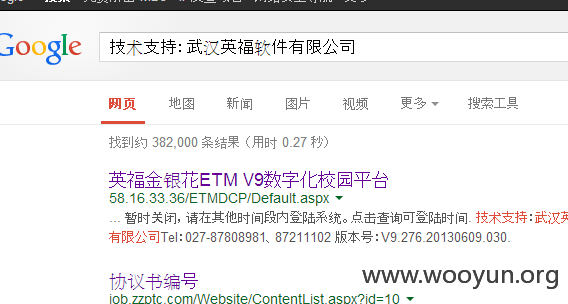 Google
技术支持: 武汉英福软件有限公司
网页 地图 新闻 图片 视频 更多 搜索工具
找到约 382,000 条结果 (用时 0.27 秒)
英福金银花ETM V9数字化校园平台
58.16.33.36/ETMDCP/Default.aspx
... 暂时关闭, 请在其他时间段内登陆系统。点击查询可登陆时间. 技术支持: 武汉英
有限公司Tel: 027-87808981、87211102 版本号: V9.276.20130609.030.
协议书编号
job.zzptc.com/Website/ContentList.aspx?id=10
www.wooyun.org